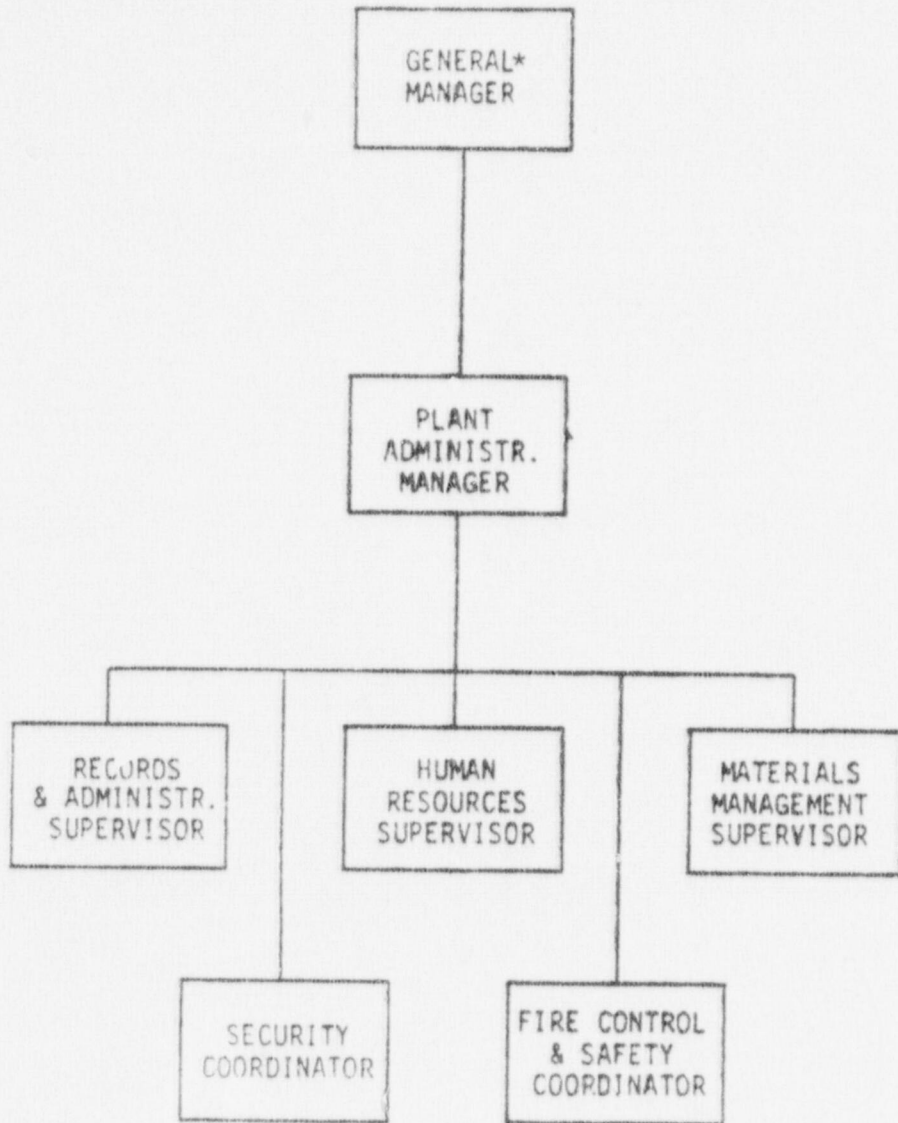 GENERAL*
MANAGER
PLANT
ADMINISTR.
MANAGER
RECORDS
& ADMINISTR.
SUPERVISOR
HUMAN
RESOURCES
SUPERVISOR
MATERIALS
MANAGEMENT
SUPERVISOR
SECURITY
COORDINATOR
FIRE CONTROL
& SAFETY
COORDINATOR